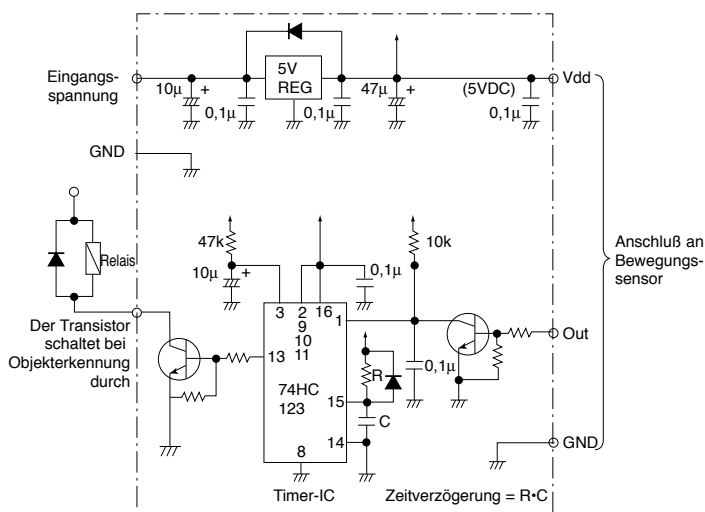 Eingangs-
spannung
10µ +
0,1µ
5V
REG
0,1µ
47µ +
(5VDC)
0,1µ
Vdd
GND
Relais
Der Transistor
schaltet bei
Objekterkennung
durch
47k
10µ +
0,1µ
10k
3 2 16 1
9
10
11
13
74HC
123
15
14
8
R
C
0,1µ
Out
GND
Anschluß an
Bewegungs-
sensor
Timer-IC
Zeitverzögerung = R•C